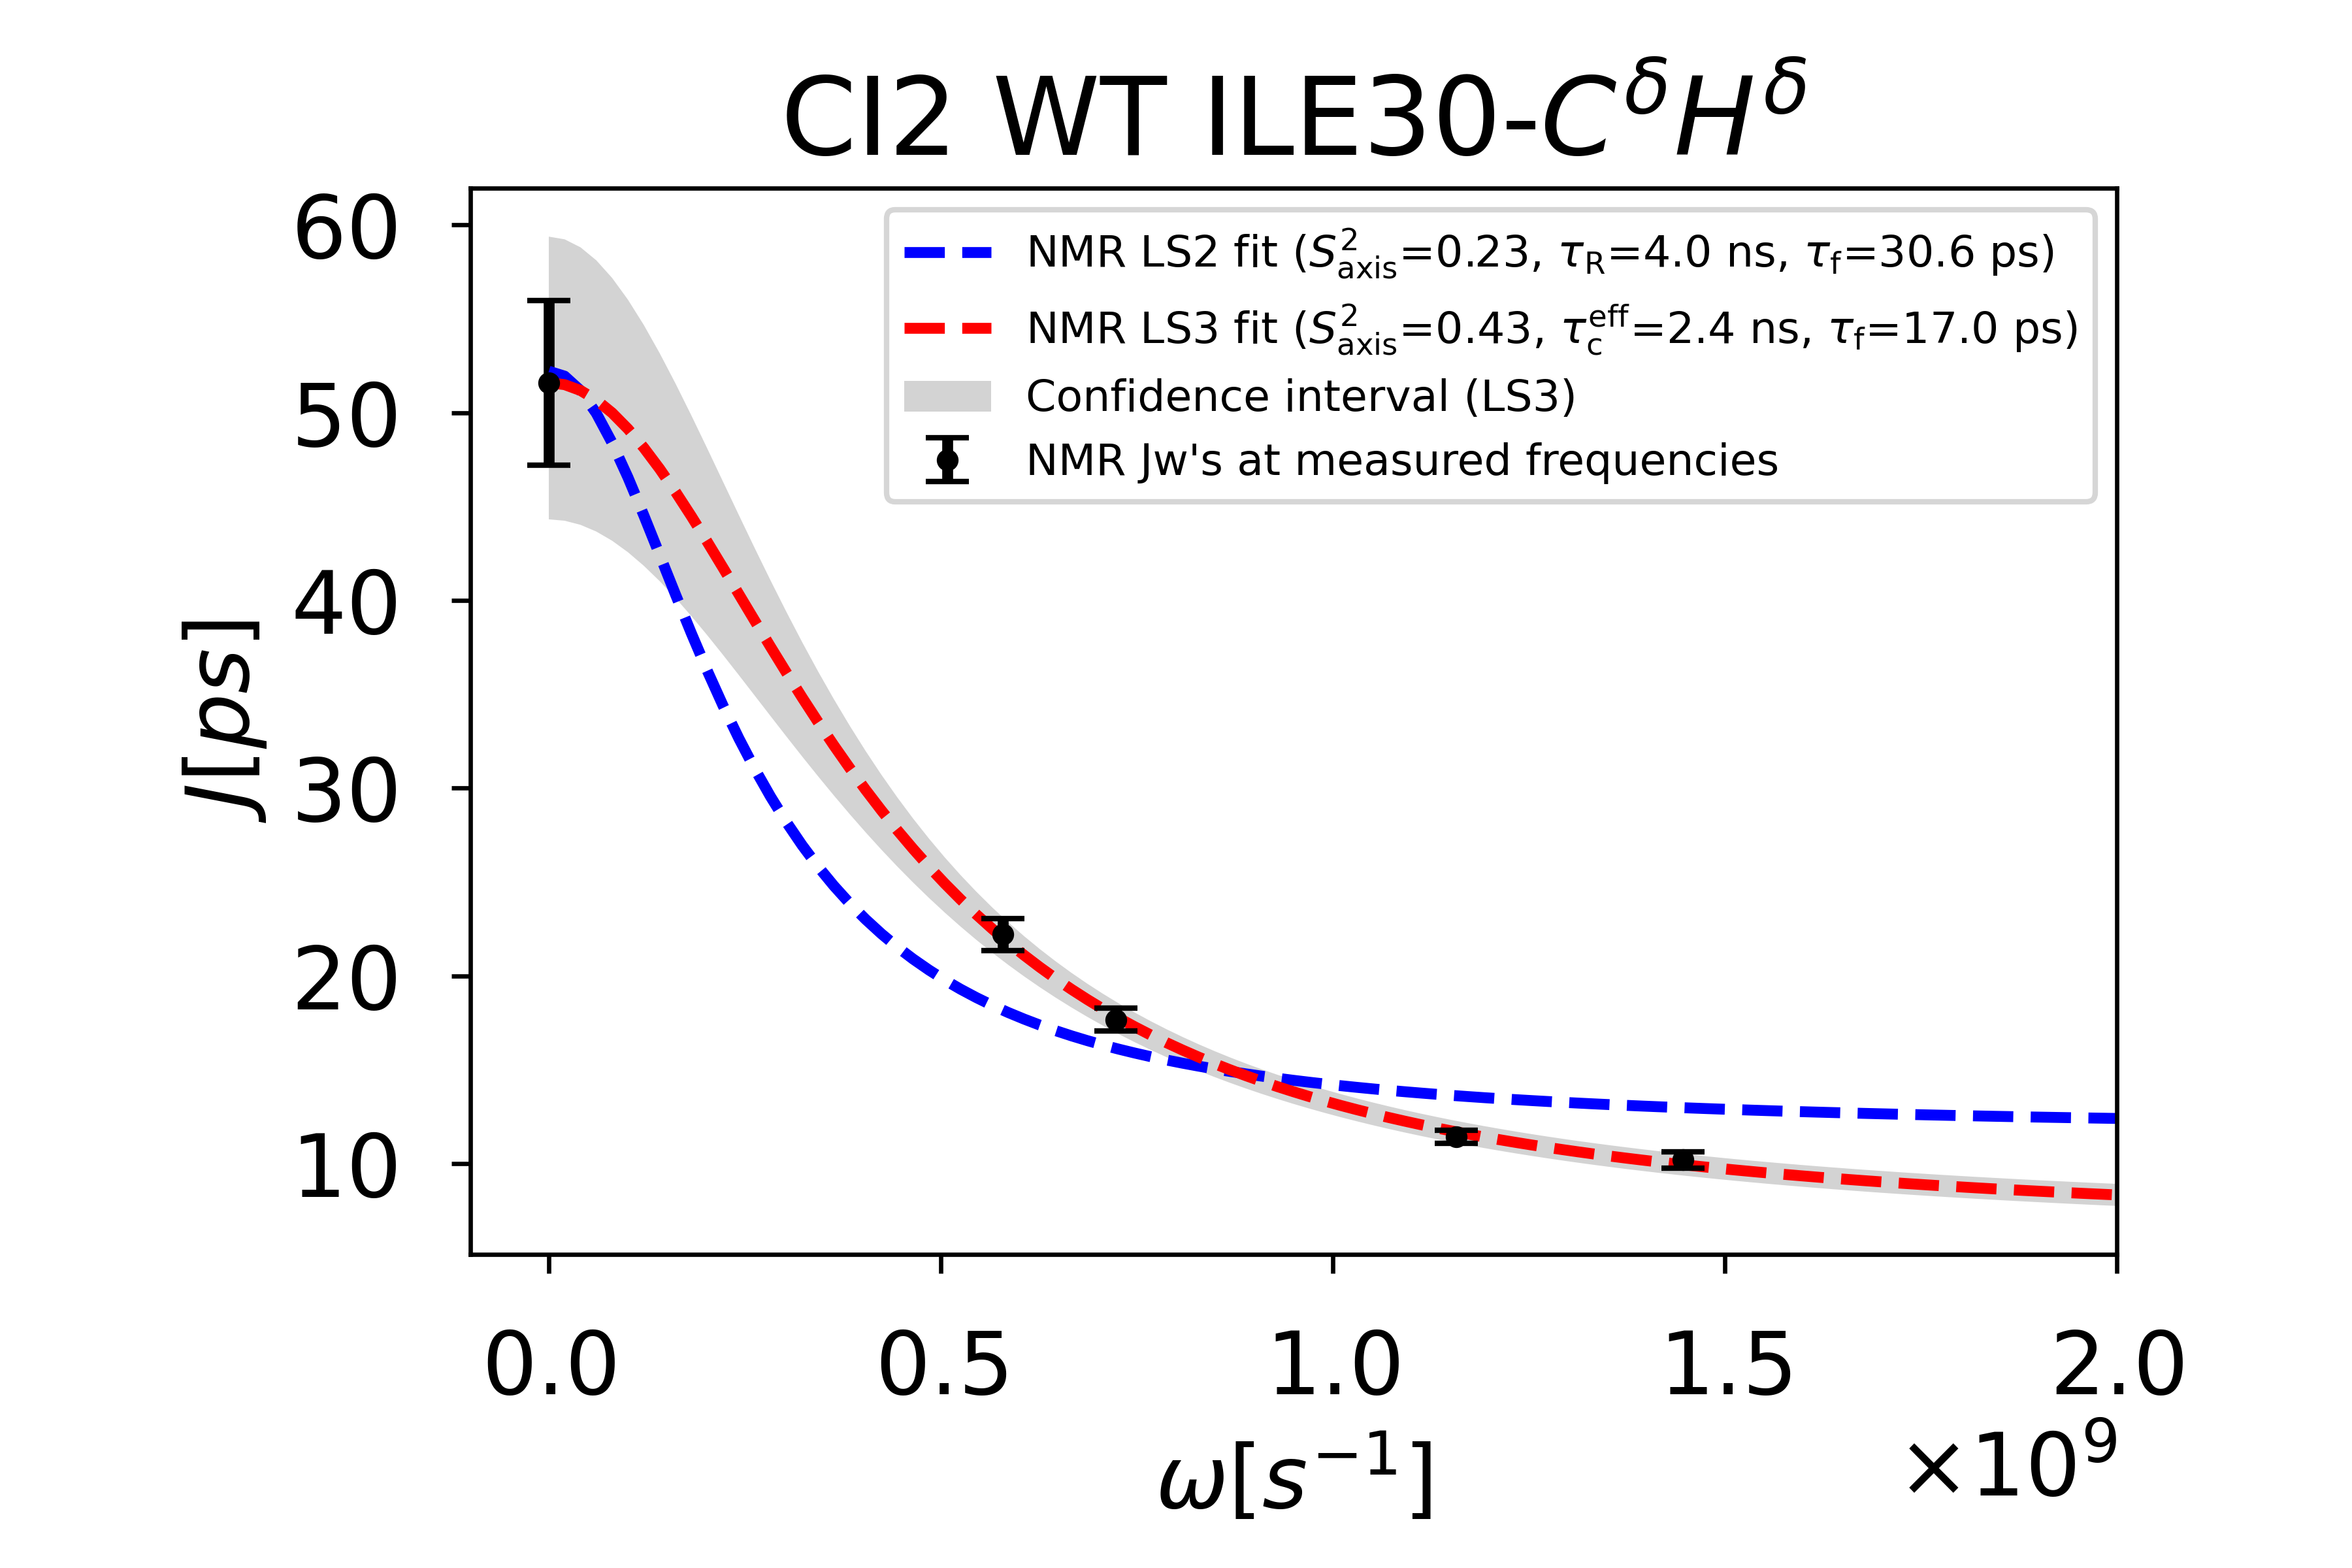 CI2 WT ILE30-C^δH^δ
60
50
40
30
20
10
J[ps]
NMR LS2 fit (S²axis=0.23, τR=4.0 ns, τf=30.6 ps)
NMR LS3 fit (S²axis=0.43, τc^eff=2.4 ns, τf=17.0 ps)
Confidence interval (LS3)
NMR Jw's at measured frequencies
0.0 0.5 1.0 1.5 2.0
ω[s⁻¹]
×10⁹